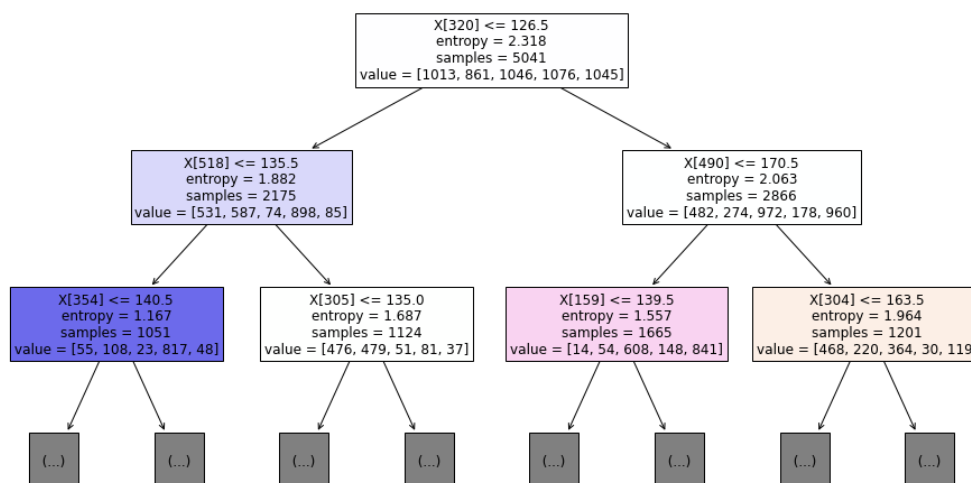 X[320] <= 126.5
entropy = 2.318
samples = 5041
value = [1013, 861, 1046, 1076, 1045]
X[518] <= 135.5
entropy = 1.882
samples = 2175
value = [531, 587, 74, 898, 85]
X[490] <= 170.5
entropy = 2.063
samples = 2866
value = [482, 274, 972, 178, 960]
X[354] <= 140.5
entropy = 1.167
samples = 1051
value = [55, 108, 23, 817, 48]
X[305] <= 135.0
entropy = 1.687
samples = 1124
value = [476, 479, 51, 81, 37]
X[159] <= 139.5
entropy = 1.557
samples = 1665
value = [14, 54, 608, 148, 841]
X[304] <= 163.5
entropy = 1.964
samples = 1201
value = [468, 220, 364, 30, 119
(...)
(...)
(...)
(...)
(...)
(...)
(...)
(...)